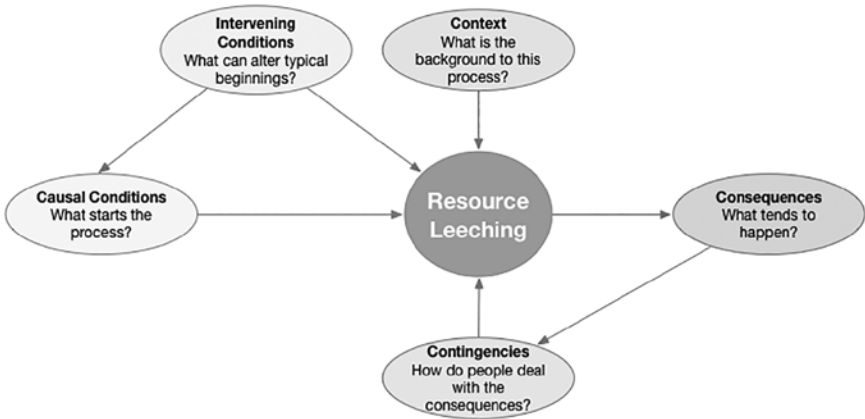 Intervening
Conditions
What can alter typical
beginnings?
Context
What is the
background to this
process?
Causal Conditions
What starts the
process?
Resource
Leeching
Consequences
What tends to
happen?
Contingencies
How do people deal
with the
consequences?